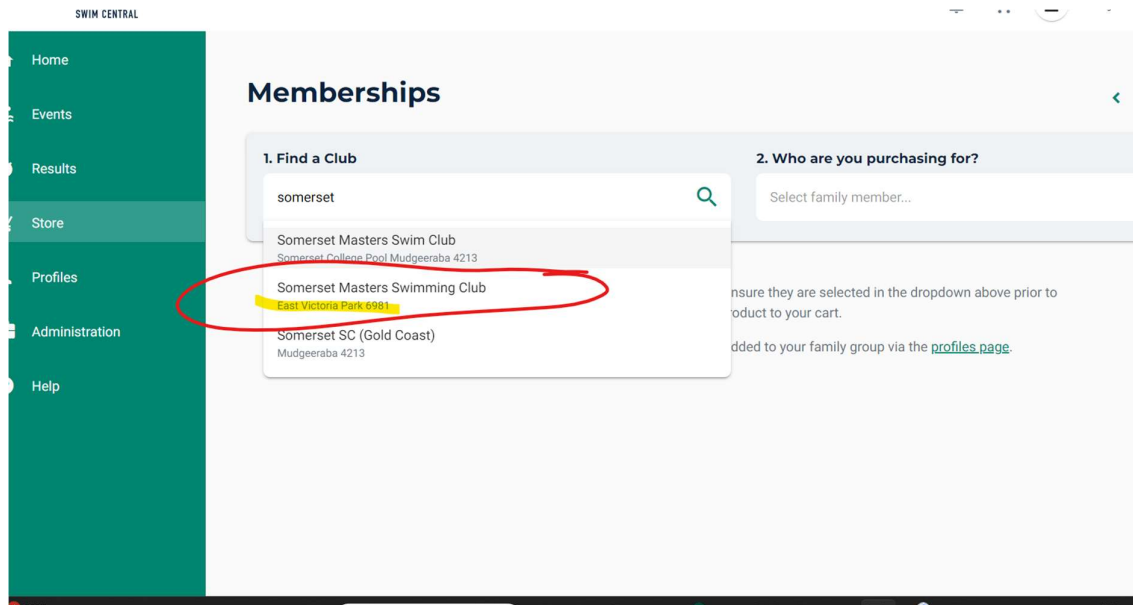 SWIM CENTRAL
Home
Events
Results
Store
Profiles
Administration
Help
Memberships
1. Find a Club
somerset
Somerset Masters Swim Club
Somerset College Pool Mudgeeraba 4213
Somerset Masters Swimming Club
East Victoria Park 6981
Somerset SC (Gold Coast)
Mudgeeraba 4213
2. Who are you purchasing for?
Select family member...
nsure they are selected in the dropdown above prior to
roduct to your cart.
dded to your family group via the profiles page.